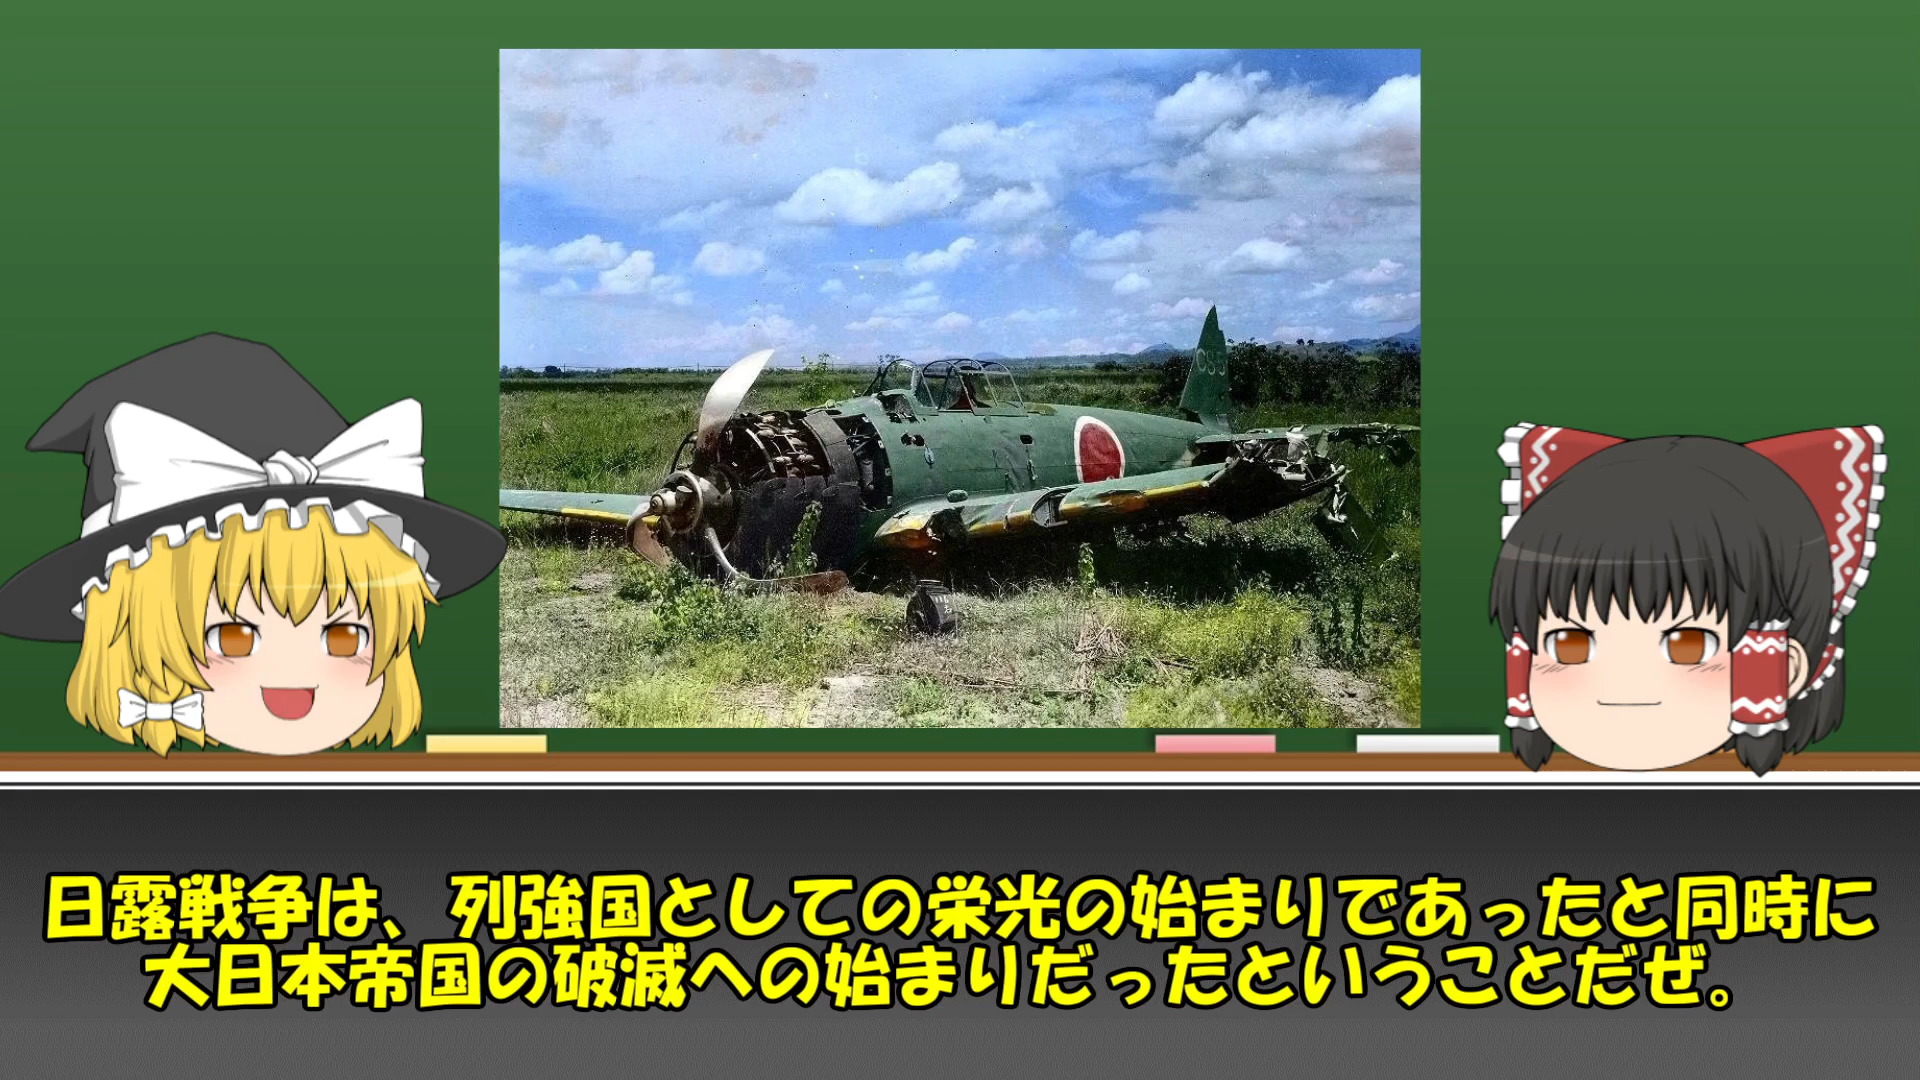 日露戦争は、列強国としての栄光の始まりであったと同時に
大日本帝国の破滅への始まりだったということだぜ。